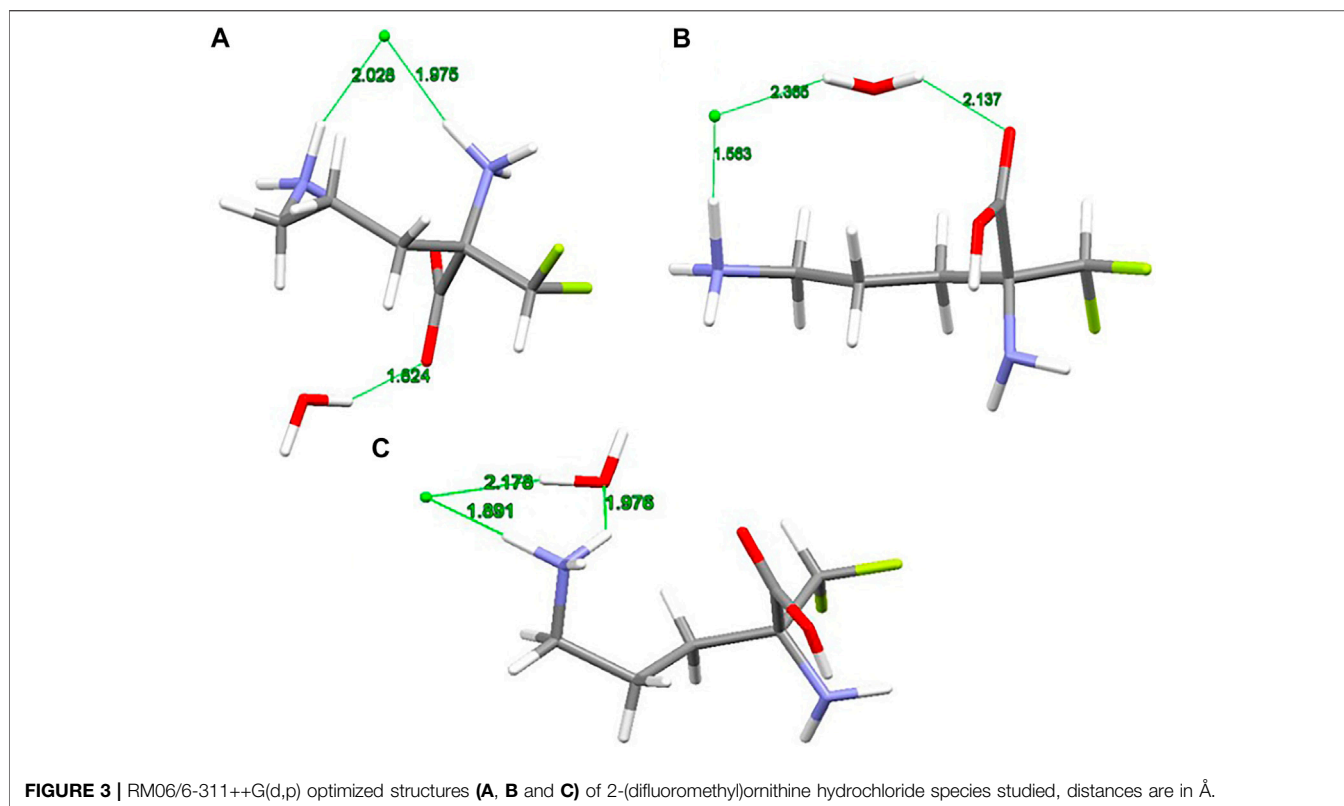 A
2.028
1.975
B
2.365
2.137
1.563
1.624
C
2.178
1.976
1.891
FIGURE 3 | RM06/6-311++G(d,p) optimized structures (A, B and C) of 2-(difluoromethyl)ornithine hydrochloride species studied, distances are in Å.